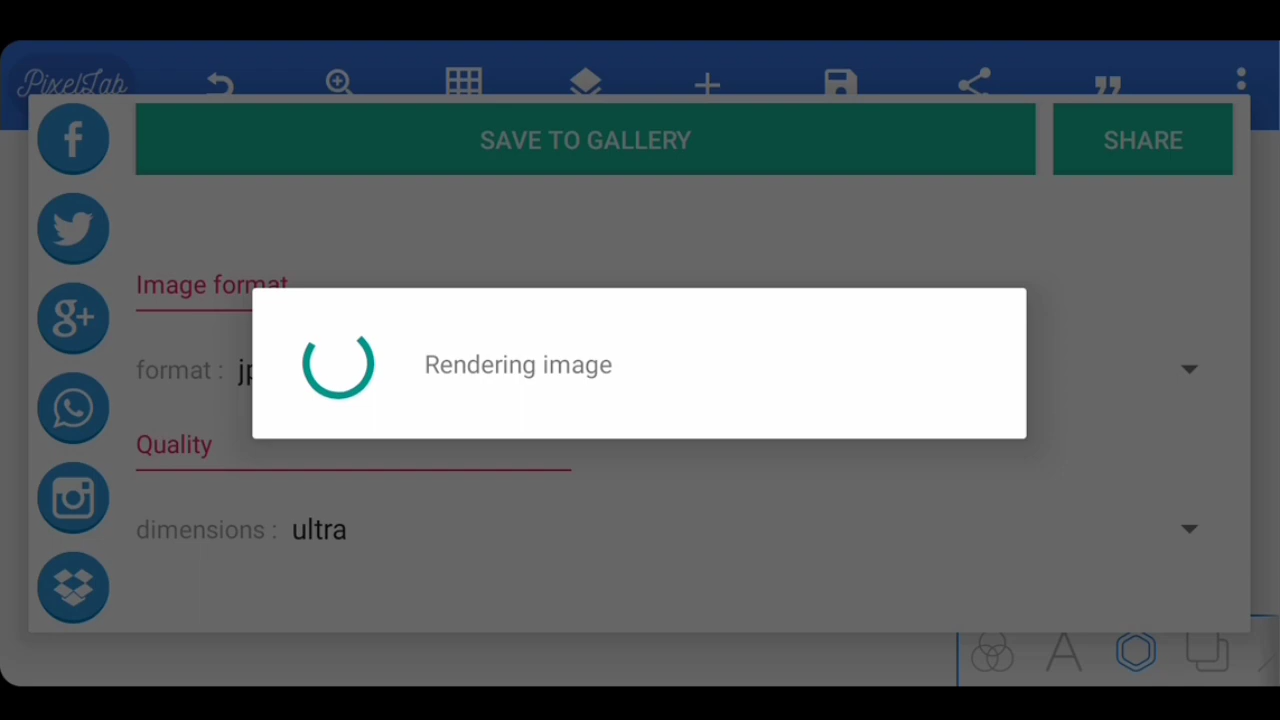 PixelLab
SAVE TO GALLERY
SHARE
Image format
Rendering image
format : jp
Quality
dimensions : ultra